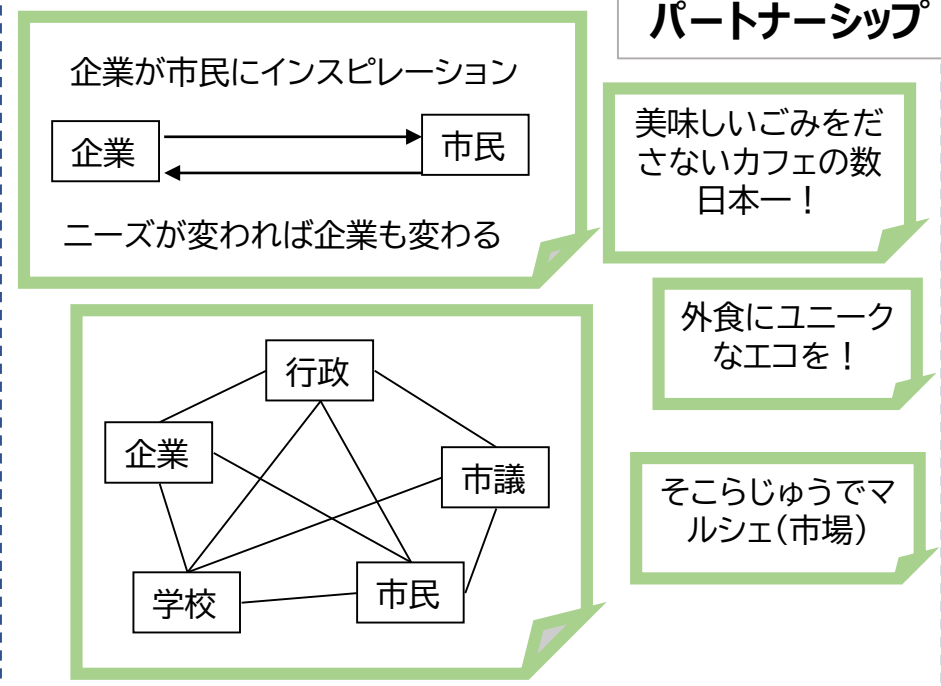 パートナーシップ
企業が市民にインスピレーション
企業
市民
ニーズが変われば企業も変わる
美味しいごみをだ
さないカフェの数
日本一！
外食にユニーク
なエコを！
行政
企業
市議
学校
市民
そこらじゅうでマ
ルシェ(市場)